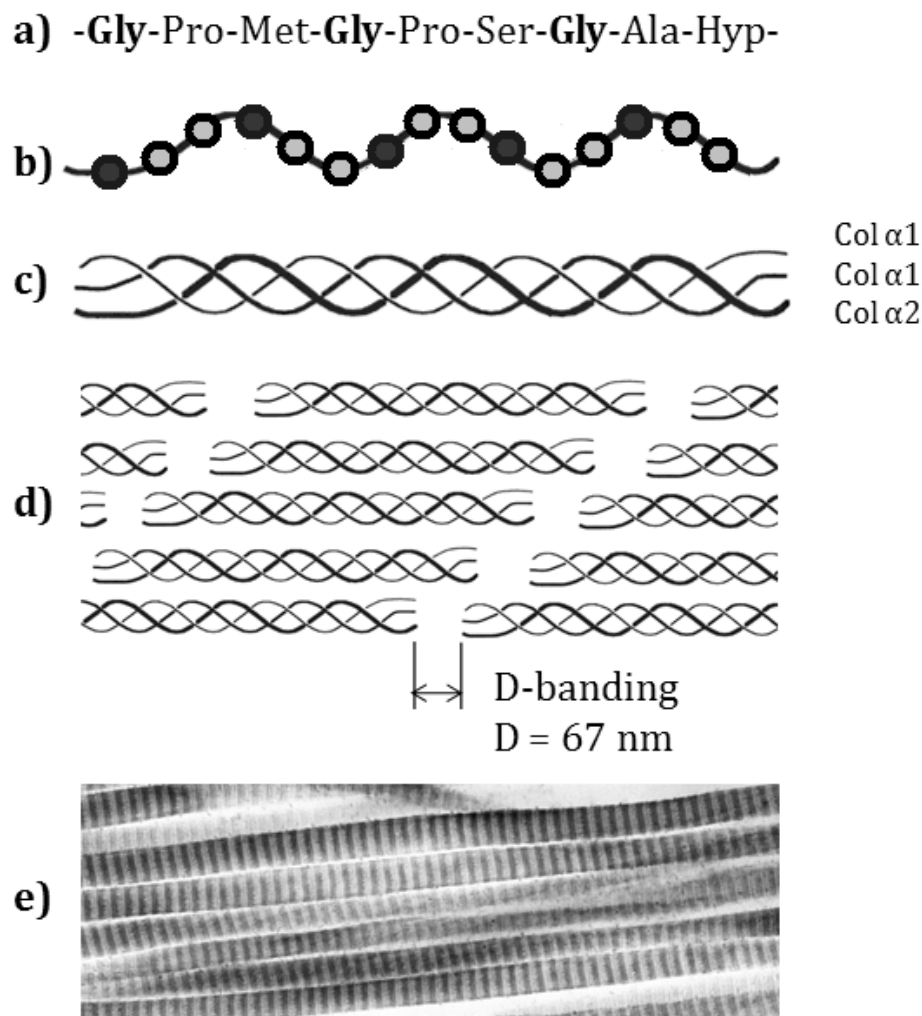 a) -Gly-Pro-Met-Gly-Pro-Ser-Gly-Ala-Hyp-
b)
c)
Col α1
Col α1
Col α2
d)
D-banding
D = 67 nm
e)